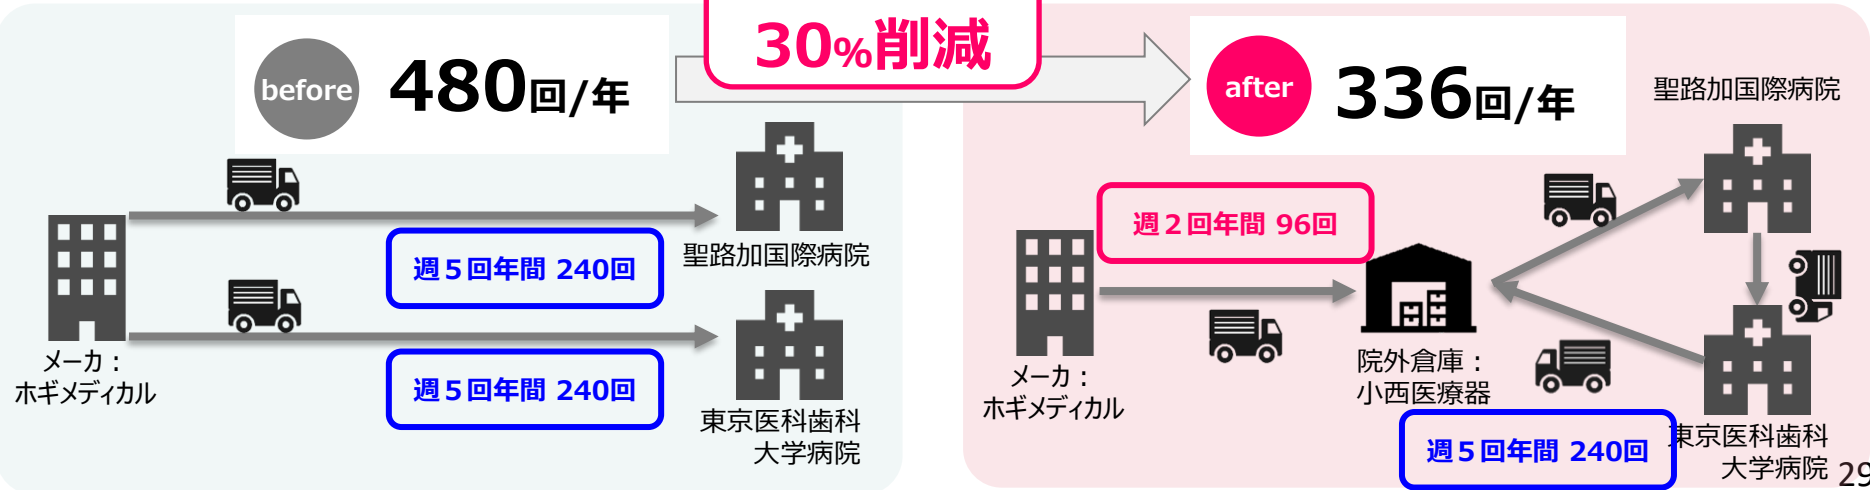 30%削減
before
480回/年
after
336回/年
聖路加国際病院
週５回年間 240回
聖路加国際病院
メーカ：
ホギメディカル
週５回年間 240回
東京医科歯科
大学病院
週２回年間 96回
メーカ：
ホギメディカル
院外倉庫：
小西医療器
週５回年間 240回
東京医科歯科
大学病院
29